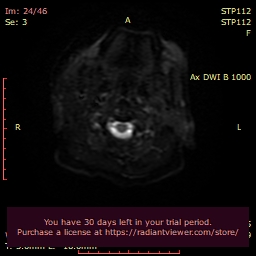 Im: 24/46
Se: 3
A
STP112
STP112
F
Ax DWI B 1000
R
L
You have 30 days left in your trial period.
Purchase a license at https://radiantviewer.com/store/